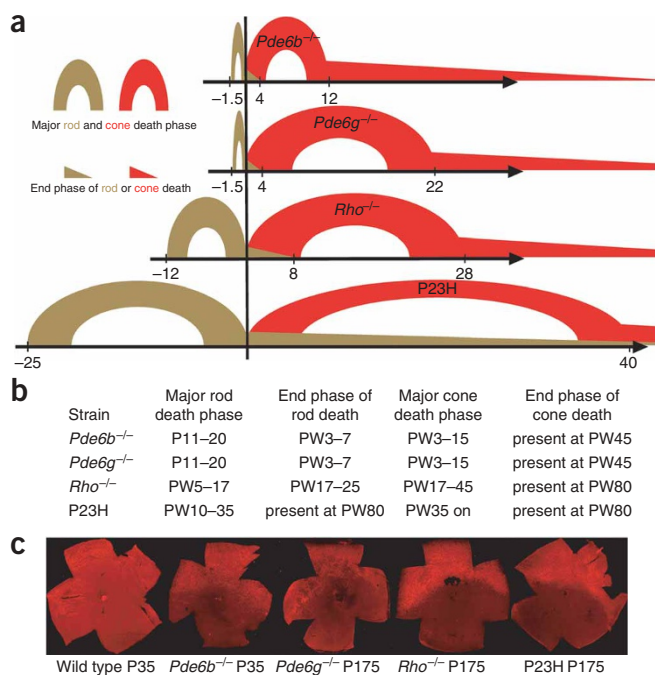 a
Pde6b–/–
–1.5 4 12
Major rod and cone death phase
Pde6g–/–
–1.5 4 22
End phase of rod or cone death
Rho–/–
–12 8 28
P23H
–25 40
b
Strain Major rod death phase End phase of rod death Major cone death phase End phase of cone death
Pde6b–/– P11–20 PW3–7 PW3–15 present at PW45
Pde6g–/– P11–20 PW3–7 PW3–15 present at PW45
Rho–/– PW5–17 PW17–25 PW17–45 present at PW80
P23H PW10–35 present at PW80 PW35 on present at PW80
c
Wild type P35 Pde6b–/– P35 Pde6g–/– P175 Rho–/– P175 P23H P175